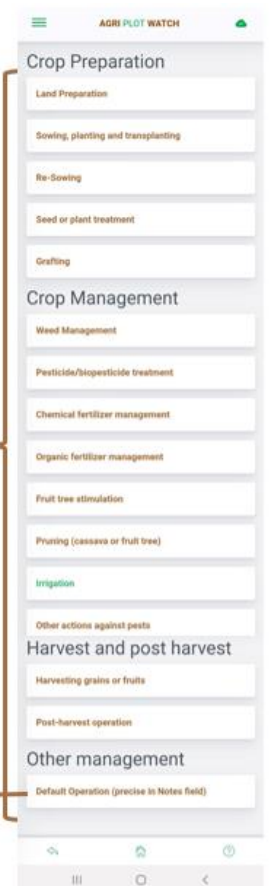 AGRI PLOT WATCH
Crop Preparation
Land Preparation
Sowing, planting and transplanting
Re-Sowing
Seed or plant treatment
Grafting
Crop Management
Weed Management
Pesticide/biopesticide treatment
Chemical fertilizer management
Organic fertilizer management
Fruit tree stimulation
Pruning (cassava or fruit tree)
Irrigation
Other actions against pests
Harvest and post harvest
Harvesting grains or fruits
Post-harvest operation
Other management
Default Operation (precise in Notes field)